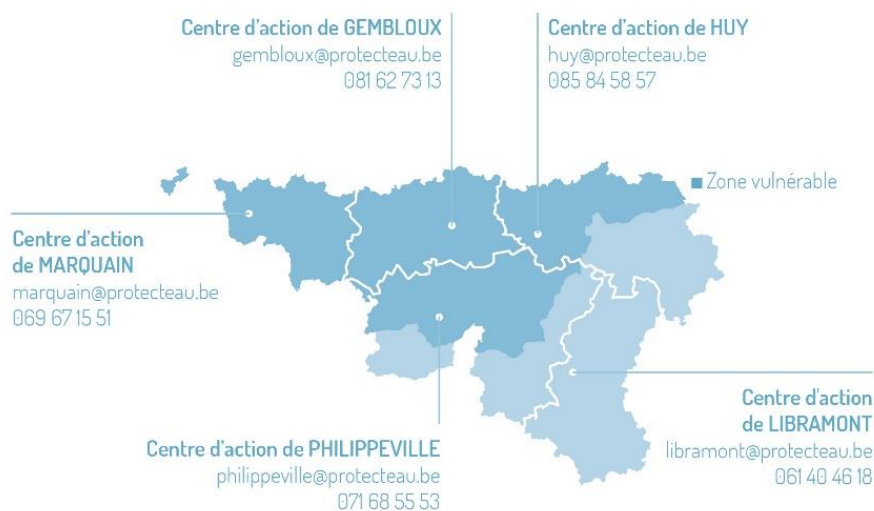 Centre d'action de GEMBLOUX
gembloux@protecteau.be
081 62 73 13
Centre d'action de HUY
huy@protecteau.be
085 84 58 57
Zone vulnérable
Centre d'action
de MARQUAIN
marquain@protecteau.be
069 67 15 51
Centre d'action
de LIBRAMONT
libramont@protecteau.be
061 40 46 18
Centre d'action de PHILIPPEVILLE
philippeville@protecteau.be
071 68 55 53